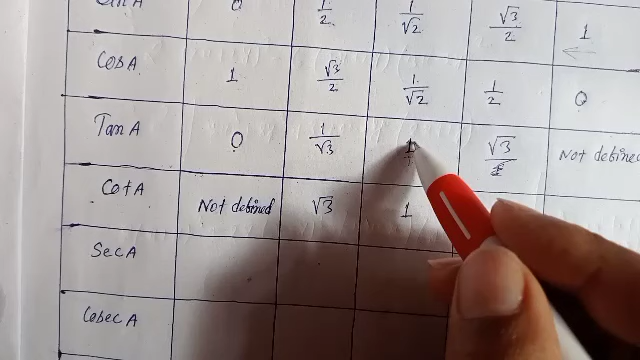 Sin A 0 1/2 1/√2 √3/2 1
Cos A 1 √3/2 1/√2 1/2 0
Tan A 0 1/√3 1 √3 Not defined
Cot A Not defined √3 1
Sec A
Cosec A